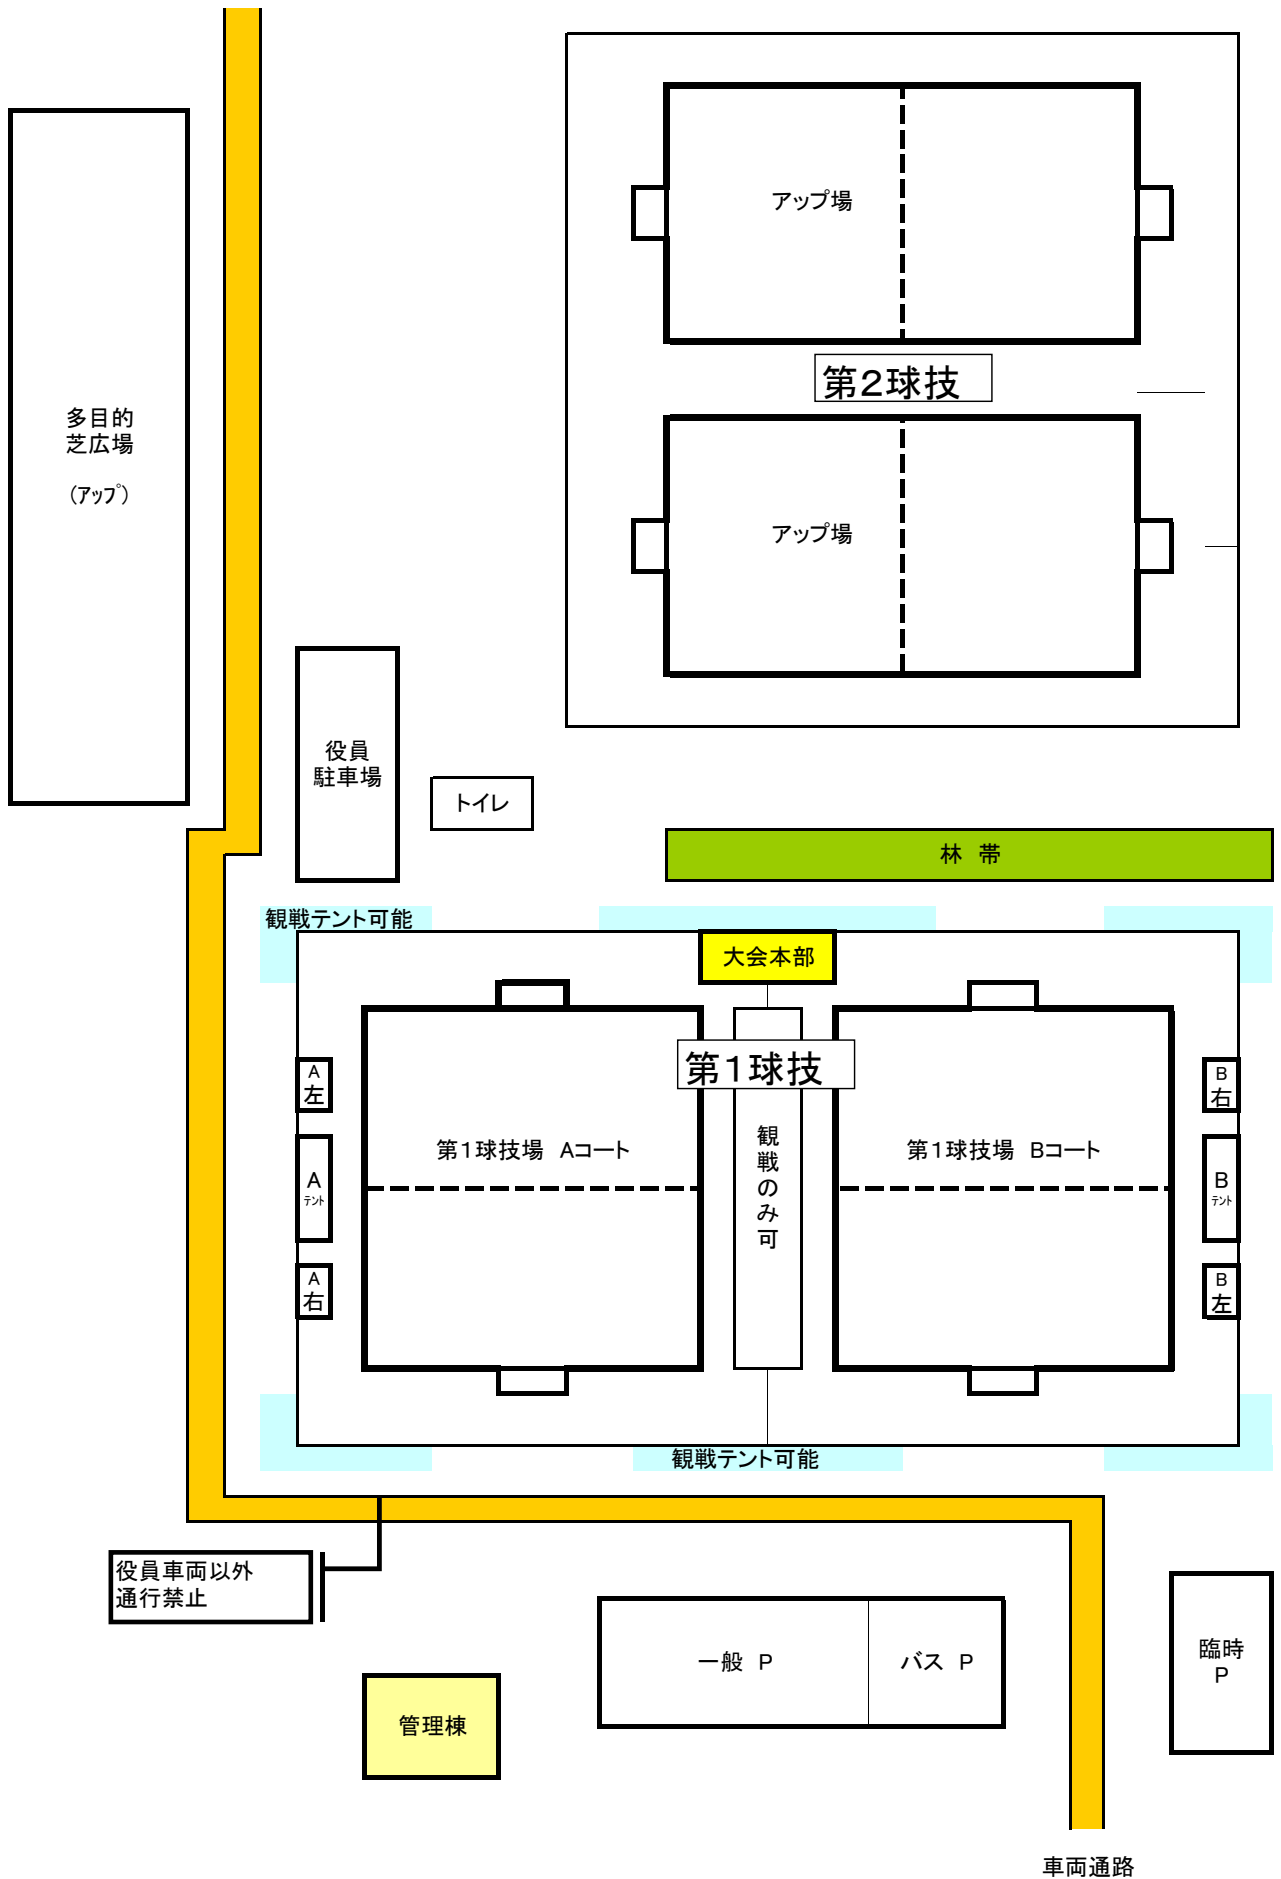 アップ場
第2球技
多目的
芝広場
(ｱｯﾌﾟ)
アップ場
役員
駐車場
トイレ
林　帯
観戦テント可能
大会本部
第1球技
A
左
B
右
第1球技場　Aコート
観
戦
の
み
可
第1球技場　Bコート
A
ﾃﾝﾄ
B
ﾃﾝﾄ
A
右
B
左
観戦テント可能
役員車両以外
通行禁止
一般　P
バス　P
臨時
P
管理棟
車両通路